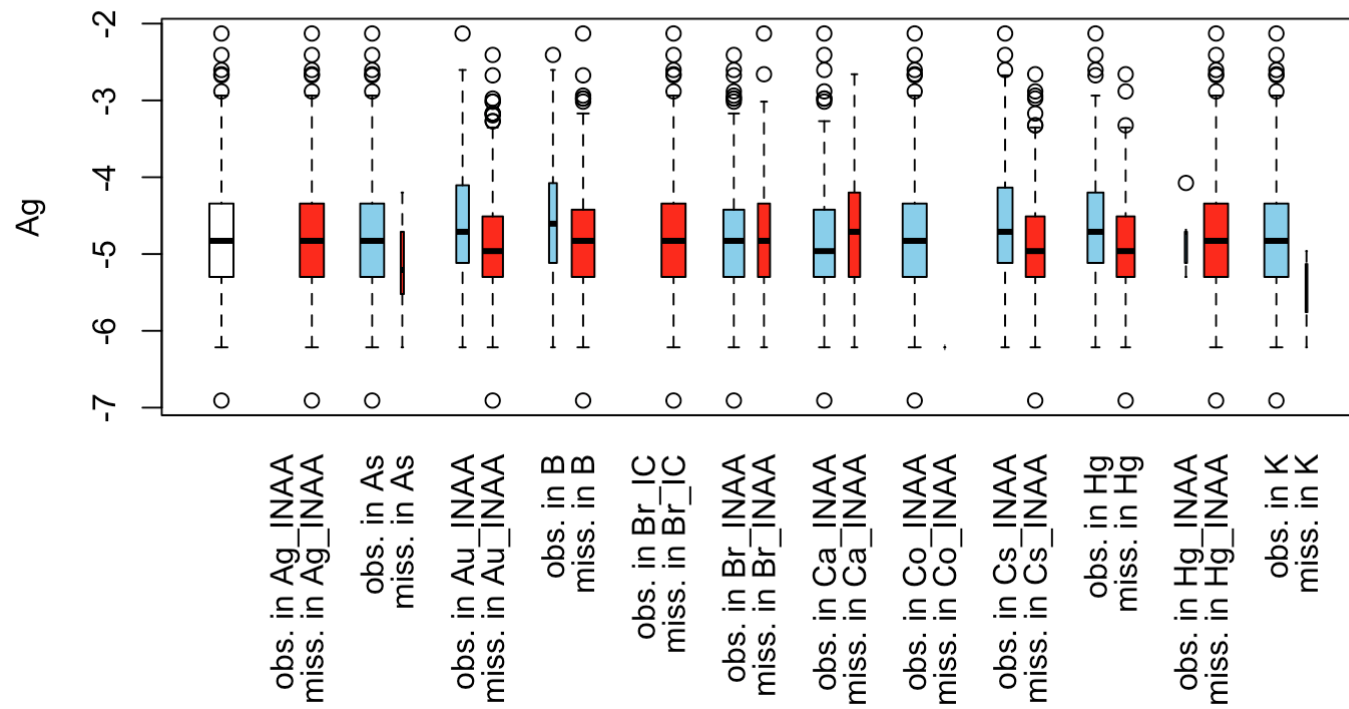 Ag
-2
-3
-4
-5
-6
-7
obs. in Ag_INAA
miss. in Ag_INAA
obs. in As
miss. in As
obs. in Au_INAA
miss. in Au_INAA
obs. in B
miss. in B
obs. in Br_IC
miss. in Br_IC
obs. in Br_INAA
miss. in Br_INAA
obs. in Ca_INAA
miss. in Ca_INAA
obs. in Co_INAA
miss. in Co_INAA
obs. in Cs_INAA
miss. in Cs_INAA
obs. in Hg
miss. in Hg
obs. in Hg_INAA
miss. in Hg_INAA
obs. in K
miss. in K